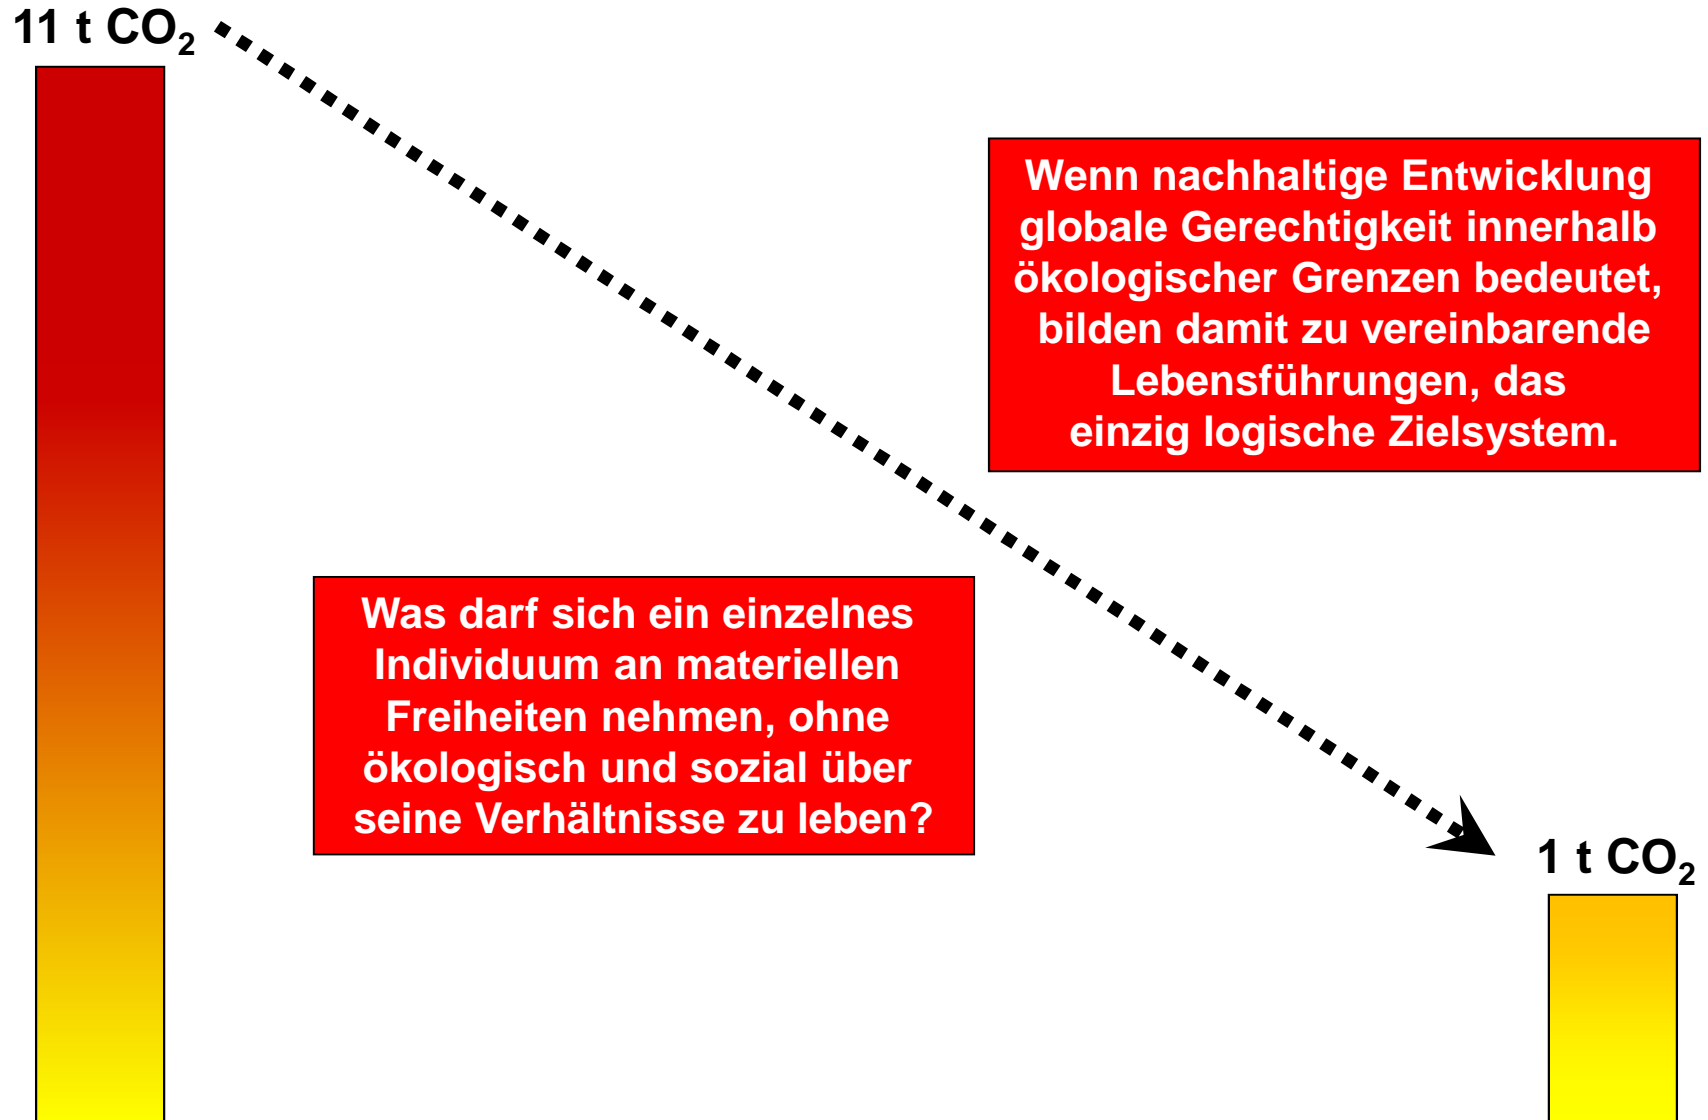 11 t CO₂
Wenn nachhaltige Entwicklung
globale Gerechtigkeit innerhalb
ökologischer Grenzen bedeutet,
bilden damit zu vereinbarende
Lebensführungen, das
einzig logische Zielsystem.
Was darf sich ein einzelnes
Individuum an materiellen
Freiheiten nehmen, ohne
ökologisch und sozial über
seine Verhältnisse zu leben?
1 t CO₂